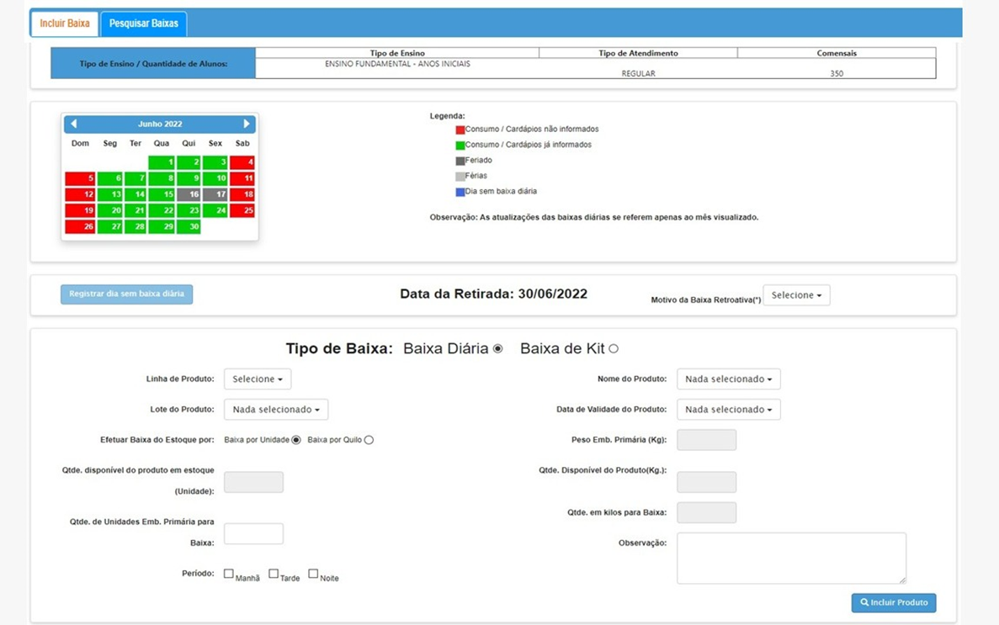 Incluir Baixa Pesquisar Baixas
Tipo de Ensino / Quantidade de Alunos:
Tipo de Ensino Tipo de Atendimento Comensais
ENSINO FUNDAMENTAL - ANOS INICIAIS REGULAR 350
Junho 2022
Dom Seg Ter Qua Qui Sex Sab
1 2 3 4
5 6 7 8 9 10 11
12 13 14 15 16 17 18
19 20 21 22 23 24 25
26 27 28 29 30
Legenda:
Consumo / Cardápios não informados
Consumo / Cardápios já informados
Feriado
Férias
Dia sem baixa diária
Observação: As atualizações das baixas diárias se referem apenas ao mês visualizado.
Registrar dia sem baixa diária
Data da Retirada: 30/06/2022
Motivo da Baixa Retroativa(*) Selecione
Tipo de Baixa: Baixa Diária Baixa de Kit
Linha de Produto: Selecione
Nome do Produto: Nada selecionado
Lote do Produto: Nada selecionado
Data de Validade do Produto: Nada selecionado
Efetuar Baixa do Estoque por: Baixa por Unidade Baixa por Quilo
Peso Emb. Primária (Kg):
Qtde. disponível do produto em estoque
(Unidade):
Qtde. Disponível do Produto(Kg.):
Qtde. em kilos para Baixa:
Qtde. de Unidades Emb. Primária para
Baixa:
Observação:
Período: Manhã Tarde Noite
Incluir Produto